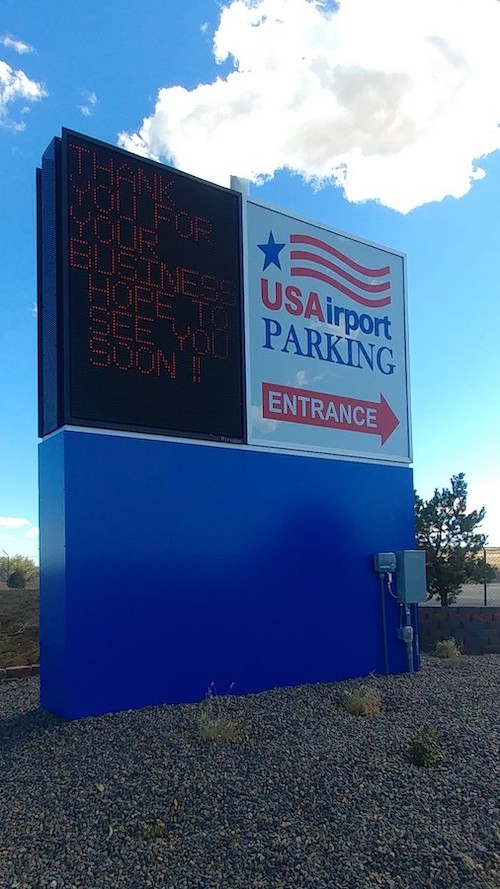 THANK
YOU FOR
YOUR
BUSINESS
HOPE TO
SEE YOU
SOON !!
USAirport
PARKING
ENTRANCE